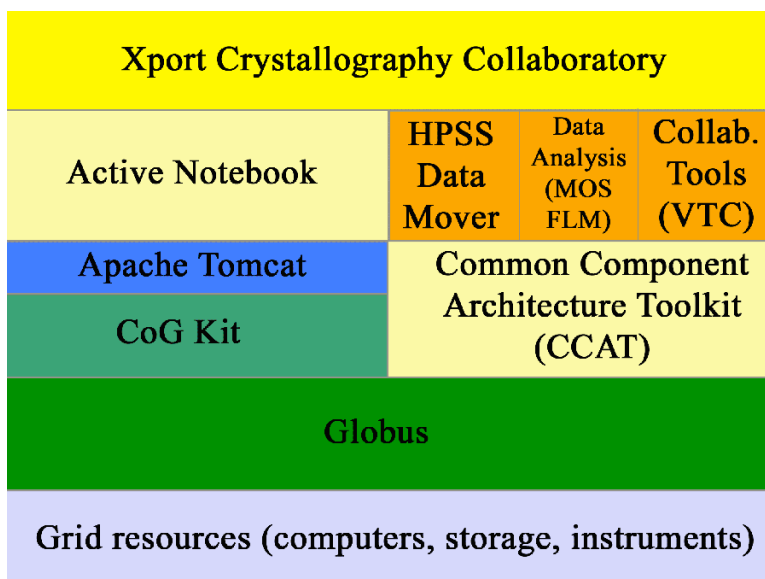 Xport Crystallography Collaboratory
Active Notebook
HPSS
Data
Mover
Data
Analysis
(MOS
FLM)
Collab.
Tools
(VTC)
Apache Tomcat
CoG Kit
Common Component
Architecture Toolkit
(CCAT)
Globus
Grid resources (computers, storage, instruments)